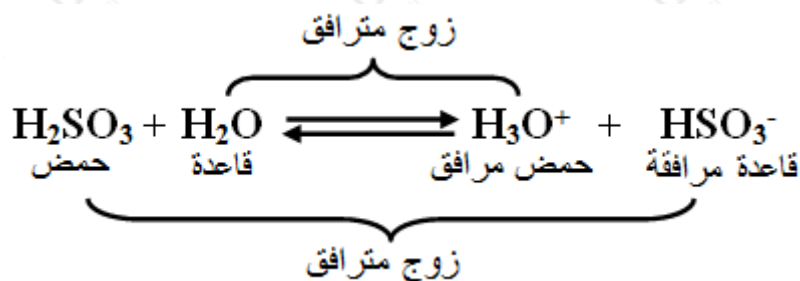 زوج مترافق
H₂SO₃ + H₂O ⇌ H₃O⁺ + HSO₃⁻
حمض قاعدة حمض مرافق قاعدة مرافقة
زوج مترافق